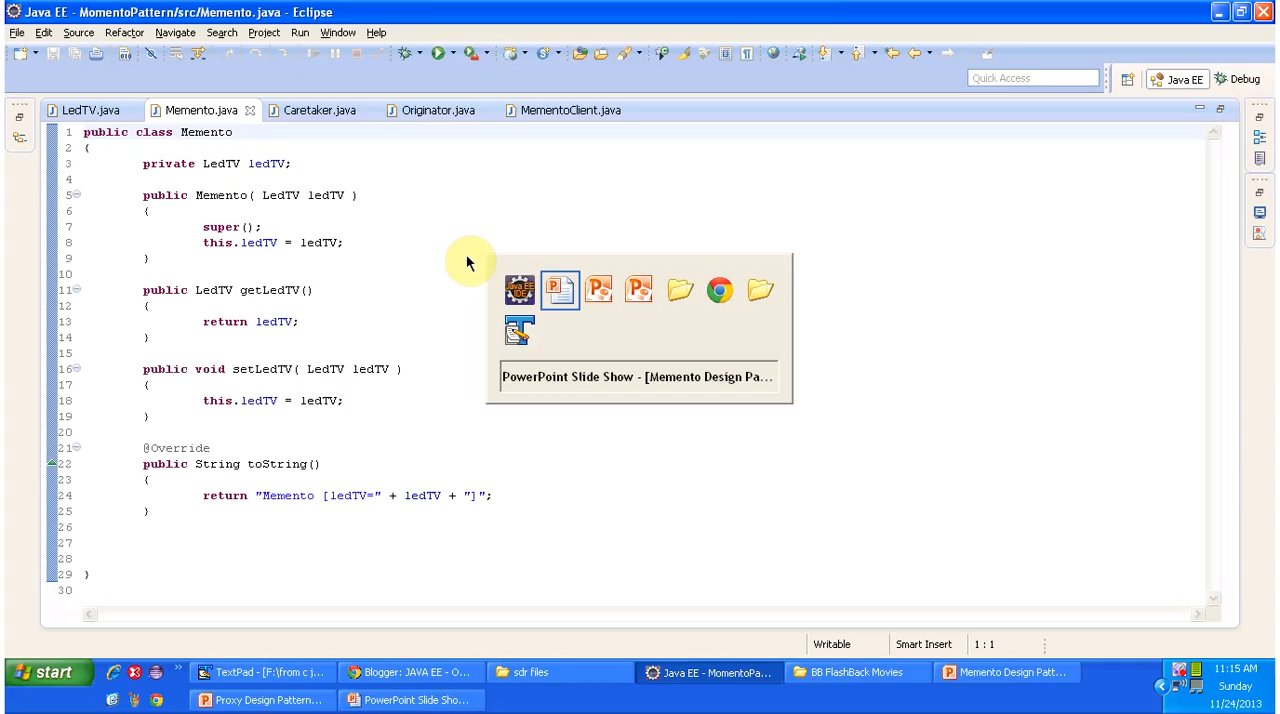 Java EE - MomentoPattern/src/Memento.java - Eclipse
File Edit Source Refactor Navigate Search Project Run Window Help
Quick Access
Java EE
Debug
LedTV.java
Memento.java
Caretaker.java
Originator.java
MementoClient.java
1 public class Memento
2 {
3 private LedTV ledTV;
4
5 public Memento( LedTV ledTV )
6 {
7 super();
8 this.ledTV = ledTV;
9 }
10
11 public LedTV getLedTV()
12 {
13 return ledTV;
14 }
15
16 public void setLedTV( LedTV ledTV )
17 {
18 this.ledTV = ledTV;
19 }
20
21 @Override
22 public String toString()
23 {
24 return "Memento [ledTV=" + ledTV + "]";
25 }
26
27
28
29 }
30
Java EE IDE
PowerPoint Slide Show - [Memento Design Pa...
Writable
Smart Insert
1 : 1
start
TextPad - [F:\from c j...
Blogger: JAVA EE - O...
sdr files
Java EE - MomentoPa...
BB FlashBack Movies
Memento Design Patt...
Proxy Design Pattern...
PowerPoint Slide Sho...
11:15 AM
Sunday
11/24/2013